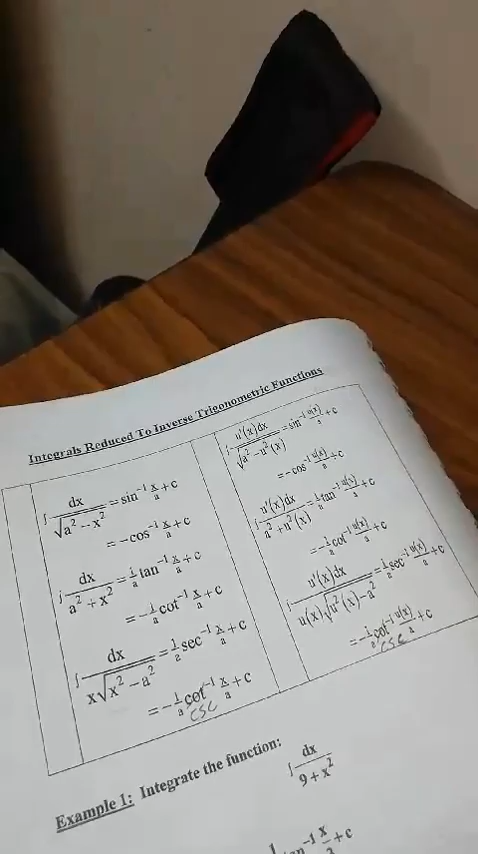 Integrals Reduced To Inverse Trigonometric Functions
∫ dx / √(a² − x²) = sin⁻¹ x/a + c
= −cos⁻¹ x/a + c
∫ dx / (a² + x²) = 1/a tan⁻¹ x/a + c
= −1/a cot⁻¹ x/a + c
∫ dx / (x√(x² − a²)) = 1/a sec⁻¹ x/a + c
= −1/a cot⁻¹ x/a + c
csc
∫ u'(x)dx / √(a² − u²(x)) = sin⁻¹ u(x)/a + c
= −cos⁻¹ u(x)/a + c
∫ u'(x)dx / (a² + u²(x)) = 1/a tan⁻¹ u(x)/a + c
= −1/a cot⁻¹ u(x)/a + c
∫ u'(x)dx / (u(x)√(u²(x) − a²)) = 1/a sec⁻¹ u(x)/a + c
= −1/a cot⁻¹ u(x)/a + c
csc
Example 1: Integrate the function: ∫ dx / (9 + x²)